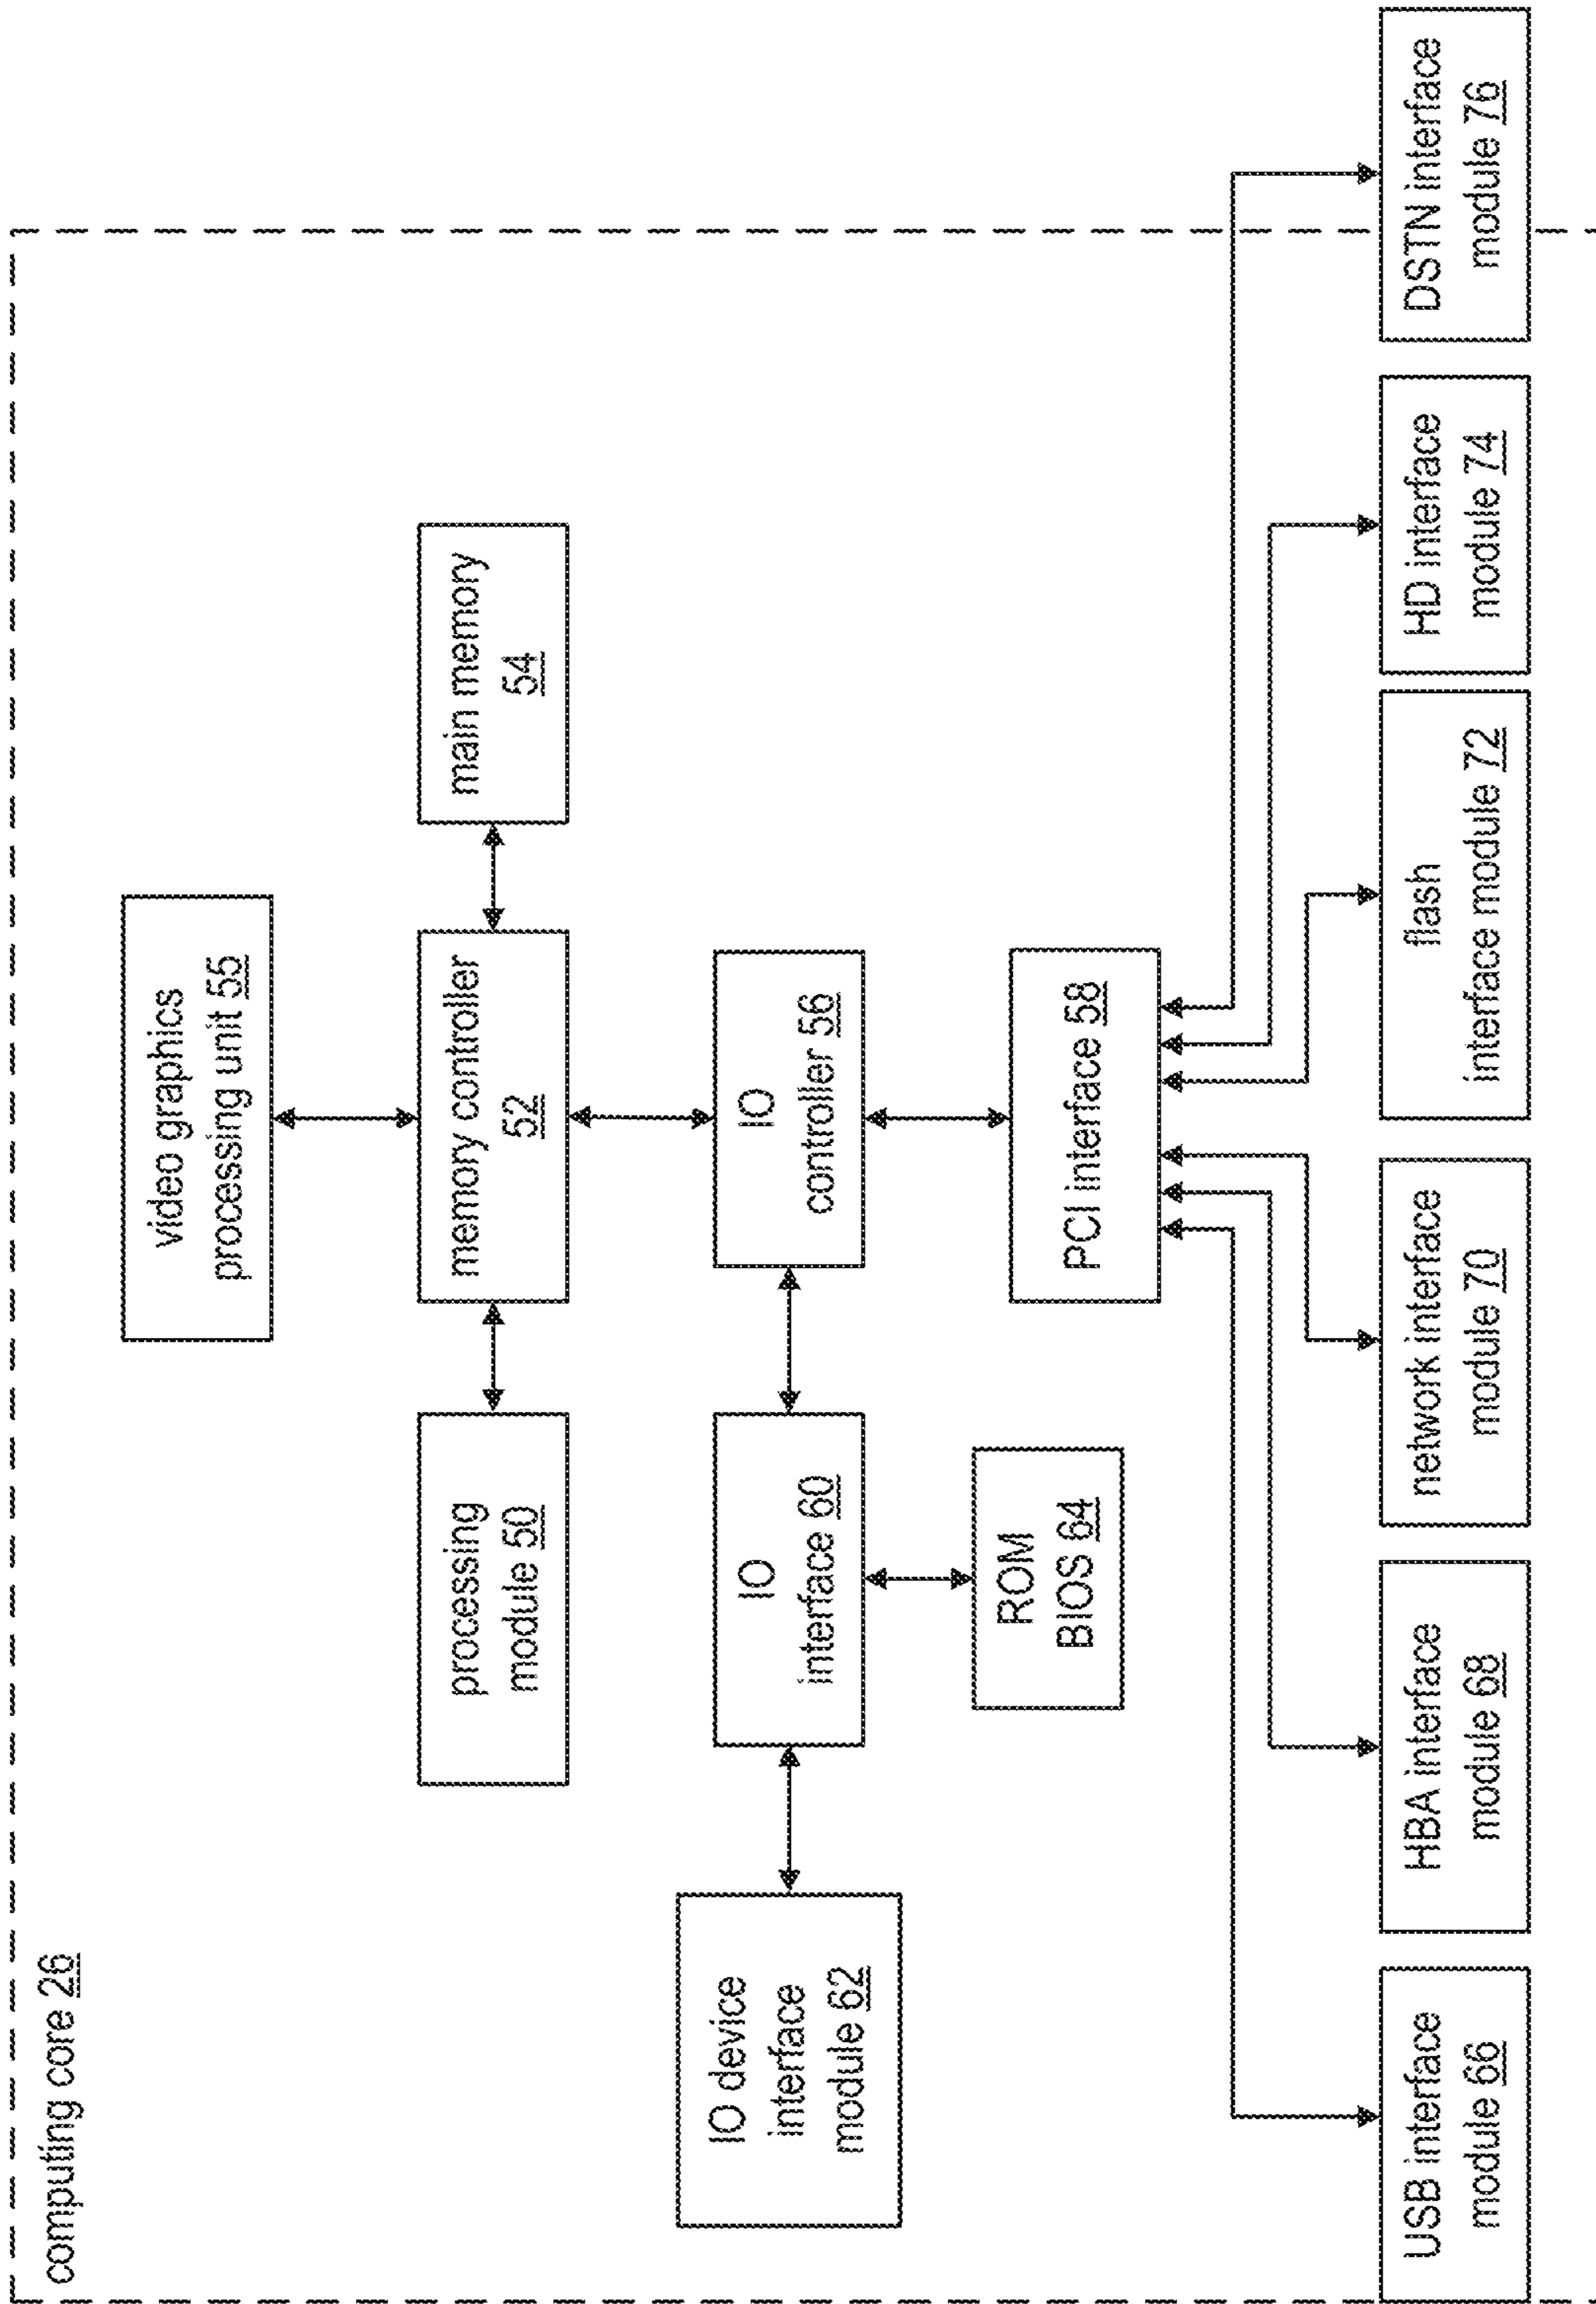 computing core 26
video graphics
processing unit 55
processing
module 50
memory controller
52
main memory
54
IO device
interface
module 62
IO
interface 60
IO
controller 56
ROM
BIOS 64
PCI interface 58
USB interface
module 66
HBA interface
module 68
network interface
module 70
flash
interface module 72
HD interface
module 74
DSTN interface
module 76